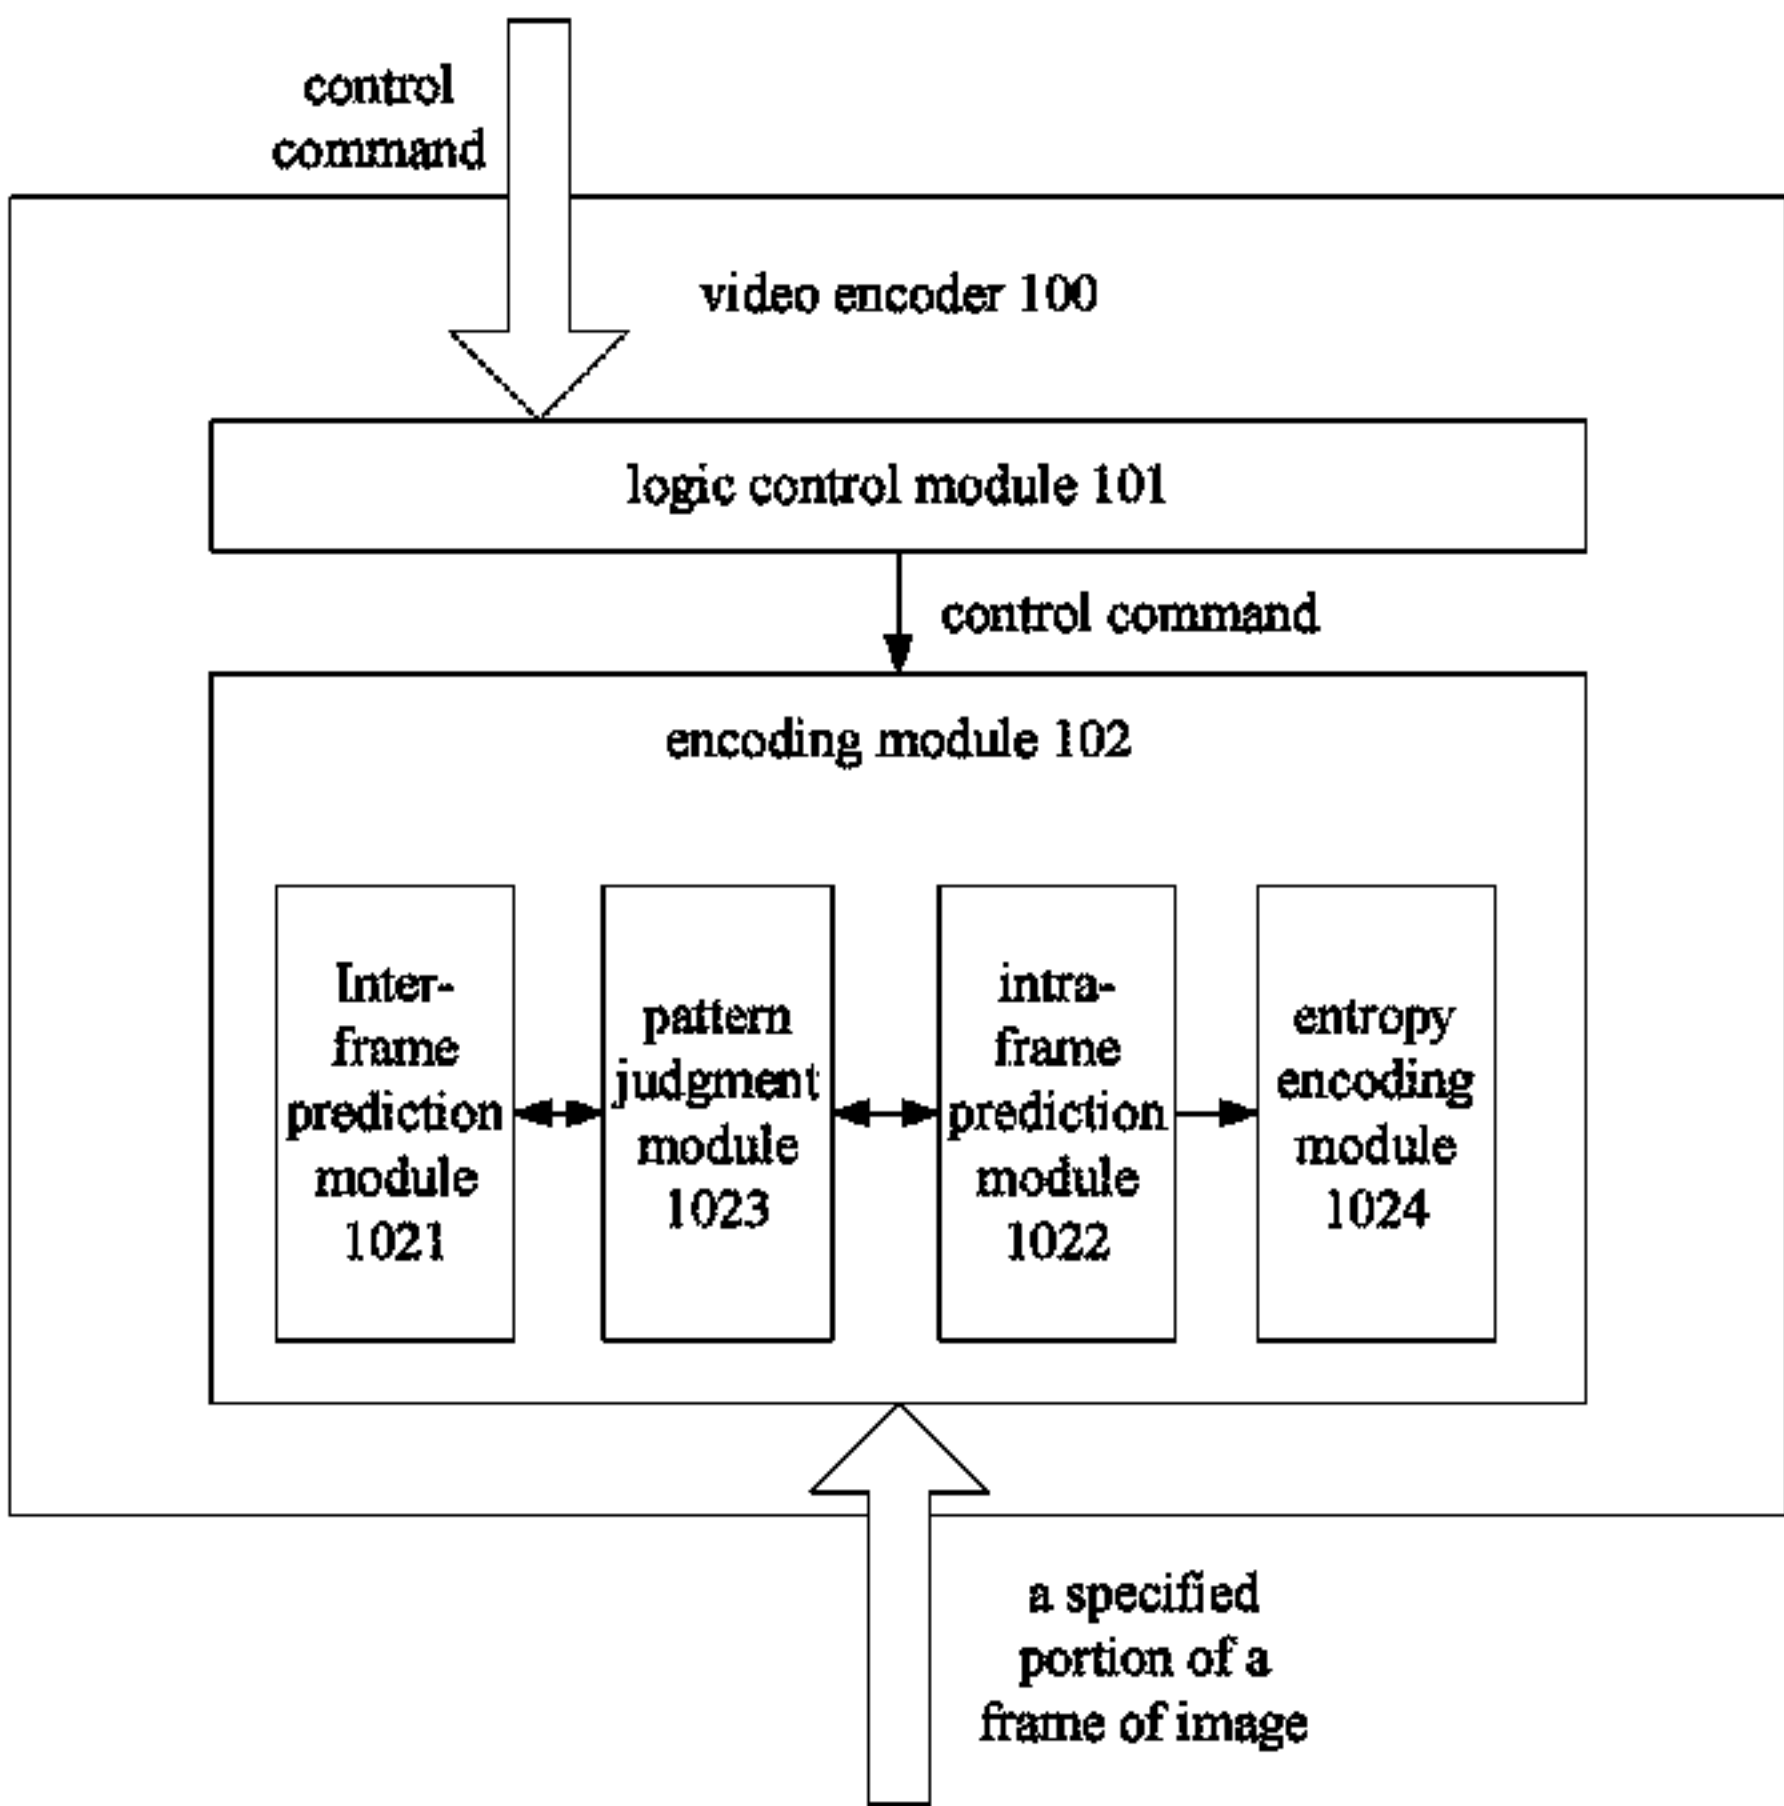 control
command
video encoder 100
logic control module 101
control command
encoding module 102
Inter-
frame
prediction
module
1021
pattern
judgment
module
1023
intra-
frame
prediction
module
1022
entropy
encoding
module
1024
a specified
portion of a
frame of image